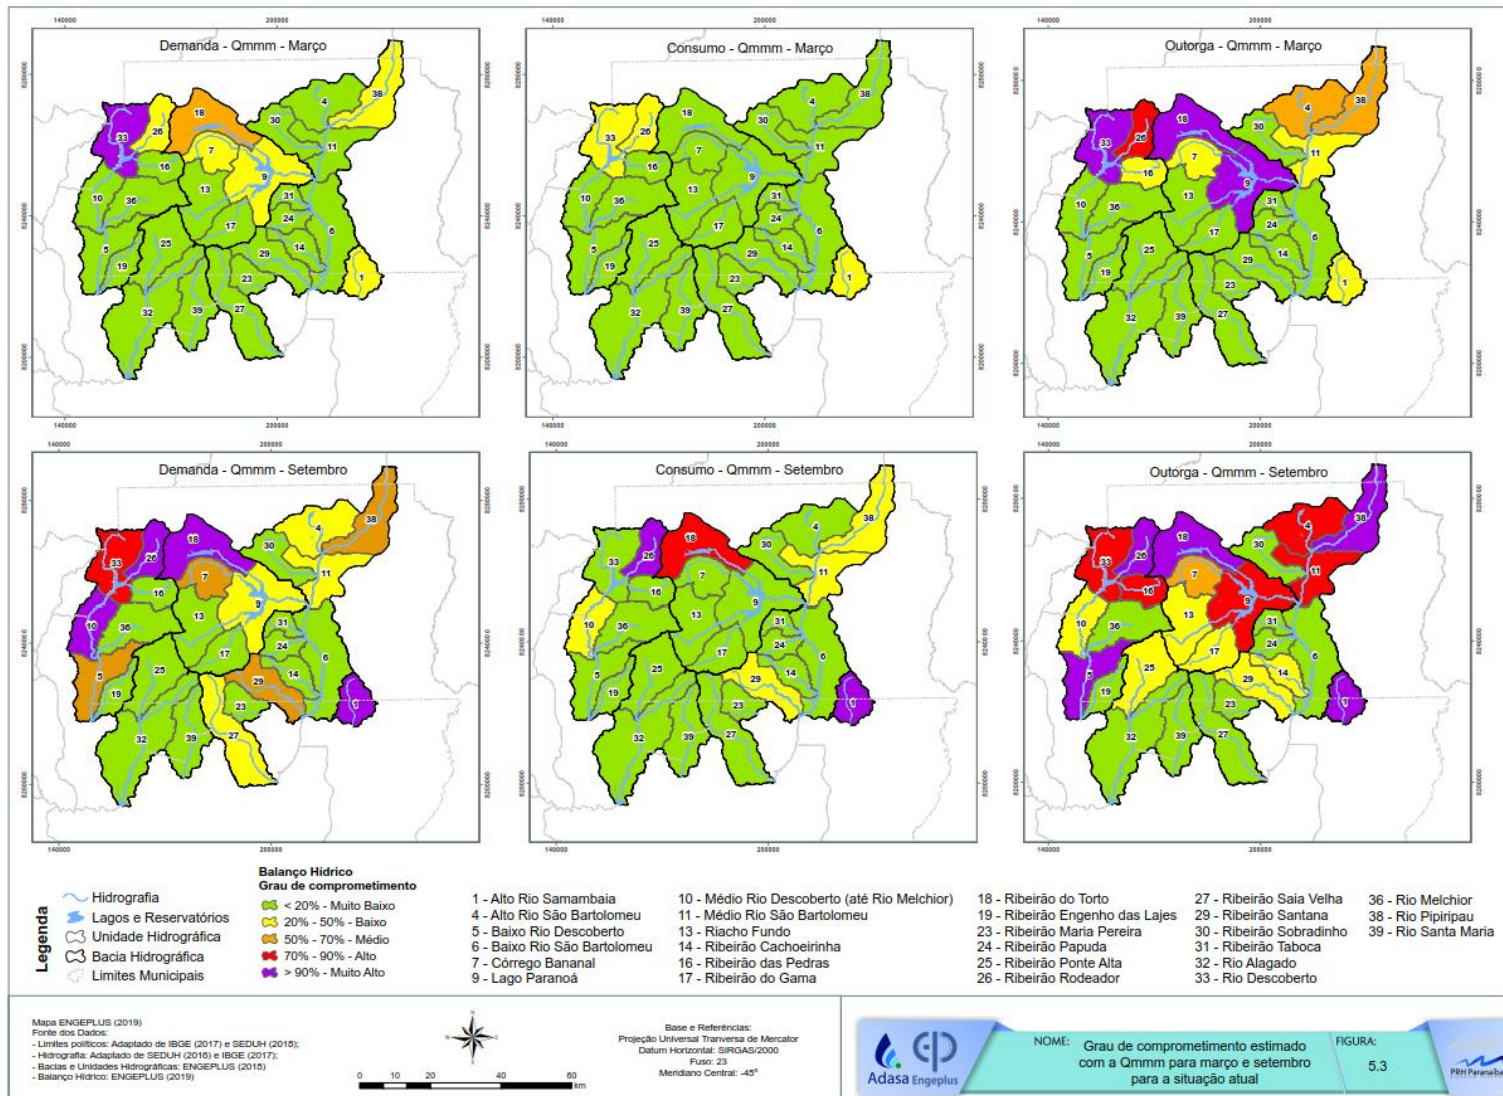 Demanda - Qmmm - Março
Consumo - Qmmm - Março
Outorga - Qmmm - Março
Demanda - Qmmm - Setembro
Consumo - Qmmm - Setembro
Outorga - Qmmm - Setembro
140000
200000
8280000
8240000
8200000
Legenda
Hidrografia
Lagos e Reservatórios
Unidade Hidrográfica
Bacia Hidrográfica
Limites Municipais
Balanço Hídrico
Grau de comprometimento
< 20% - Muito Baixo
20% - 50% - Baixo
50% - 70% - Médio
70% - 90% - Alto
> 90% - Muito Alto
1 - Alto Rio Samambaia
4 - Alto Rio São Bartolomeu
5 - Baixo Rio Descoberto
6 - Baixo Rio São Bartolomeu
7 - Córrego Bananal
9 - Lago Paranoá
10 - Médio Rio Descoberto (até Rio Melchior)
11 - Médio Rio São Bartolomeu
13 - Riacho Fundo
14 - Ribeirão Cachoeirinha
16 - Ribeirão das Pedras
17 - Ribeirão do Gama
18 - Ribeirão do Torto
19 - Ribeirão Engenho das Lajes
23 - Ribeirão Maria Pereira
24 - Ribeirão Papuda
25 - Ribeirão Ponte Alta
26 - Ribeirão Rodeador
27 - Ribeirão Saia Velha
29 - Ribeirão Santana
30 - Ribeirão Sobradinho
31 - Ribeirão Taboca
32 - Rio Alagado
33 - Rio Descoberto
36 - Rio Melchior
38 - Rio Pipiripau
39 - Rio Santa Maria
Mapa ENGEPLUS (2019)
Fonte dos Dados:
- Limites políticos: Adaptado de IBGE (2017) e SEDUH (2015);
- Hidrografia: Adaptado de SEDUH (2016) e IBGE (2017);
- Bacias e Unidades Hidrográficas: ENGEPLUS (2015)
- Balanço Hídrico: ENGEPLUS (2019)
N
W
E
S
0 10 20 40 60
km
Base e Referências:
Projeção Universal Tranversa de Mercator
Datum Horizontal: SIRGAS/2000
Fuso: 23
Meridiano Central: -45º
Adasa Engeplus
NOME:
Grau de comprometimento estimado
com a Qmmm para março e setembro
para a situação atual
FIGURA:
5.3
PRH Paranaíba